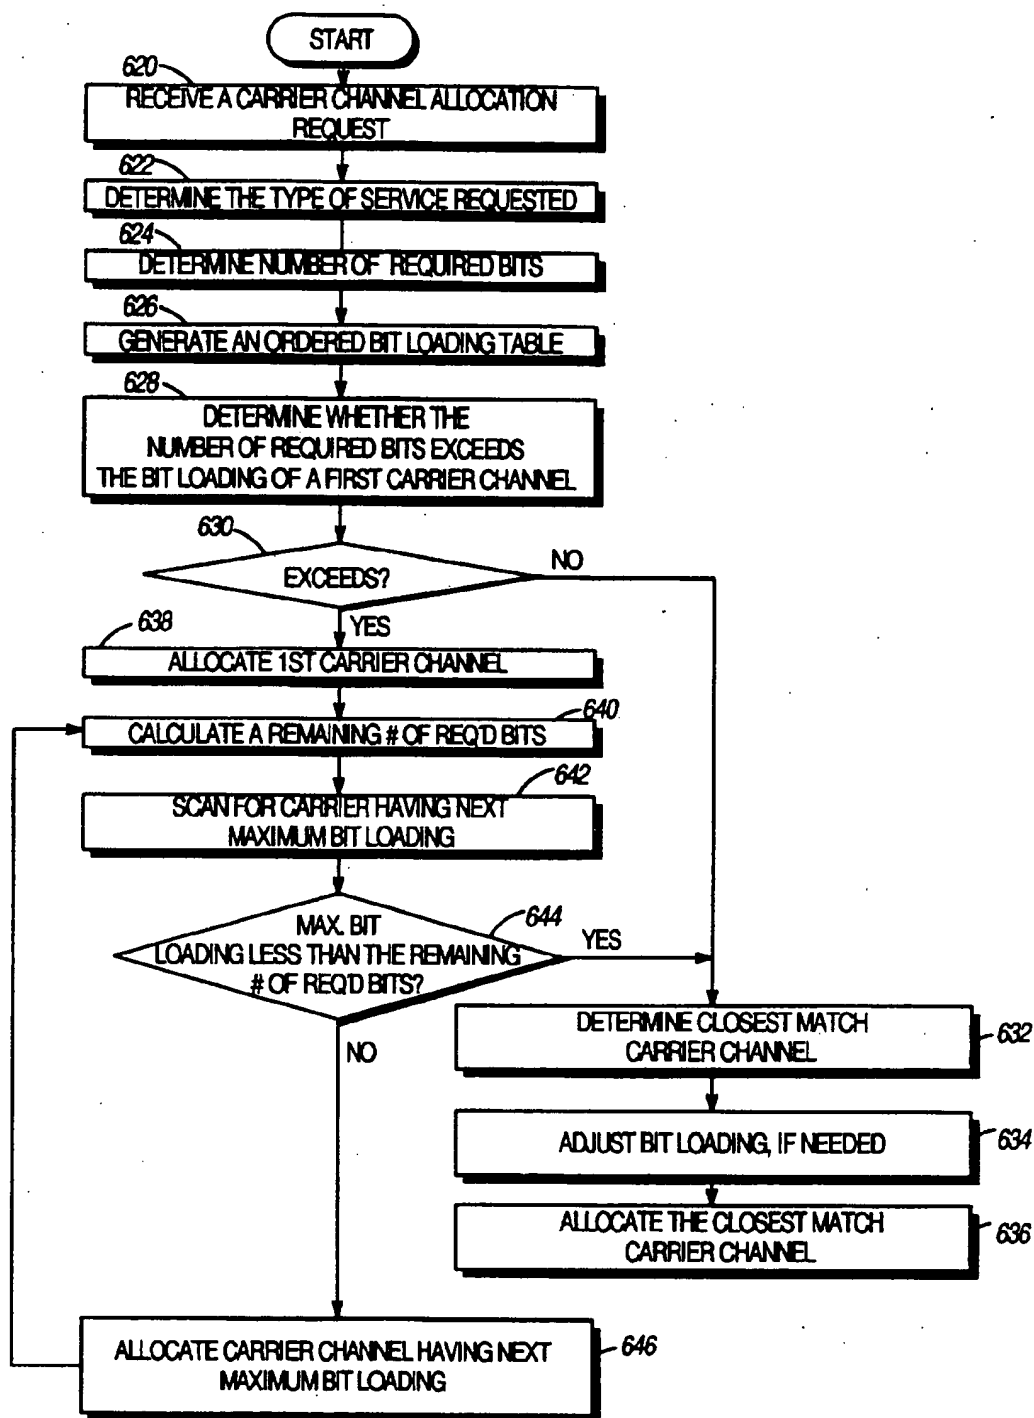 START
620
RECEIVE A CARRIER CHANNEL ALLOCATION
REQUEST
622
DETERMINE THE TYPE OF SERVICE REQUESTED
624
DETERMINE NUMBER OF REQUIRED BITS
626
GENERATE AN ORDERED BIT LOADING TABLE
628
DETERMINE WHETHER THE
NUMBER OF REQUIRED BITS EXCEEDS
THE BIT LOADING OF A FIRST CARRIER CHANNEL
630
EXCEEDS?
NO
YES
638
ALLOCATE 1ST CARRIER CHANNEL
640
CALCULATE A REMAINING # OF REQ'D BITS
642
SCAN FOR CARRIER HAVING NEXT
MAXIMUM BIT LOADING
644
MAX. BIT
LOADING LESS THAN THE REMAINING
# OF REQ'D BITS?
YES
NO
DETERMINE CLOSEST MATCH
CARRIER CHANNEL
632
ADJUST BIT LOADING, IF NEEDED
634
ALLOCATE THE CLOSEST MATCH
CARRIER CHANNEL
636
ALLOCATE CARRIER CHANNEL HAVING NEXT
MAXIMUM BIT LOADING
646